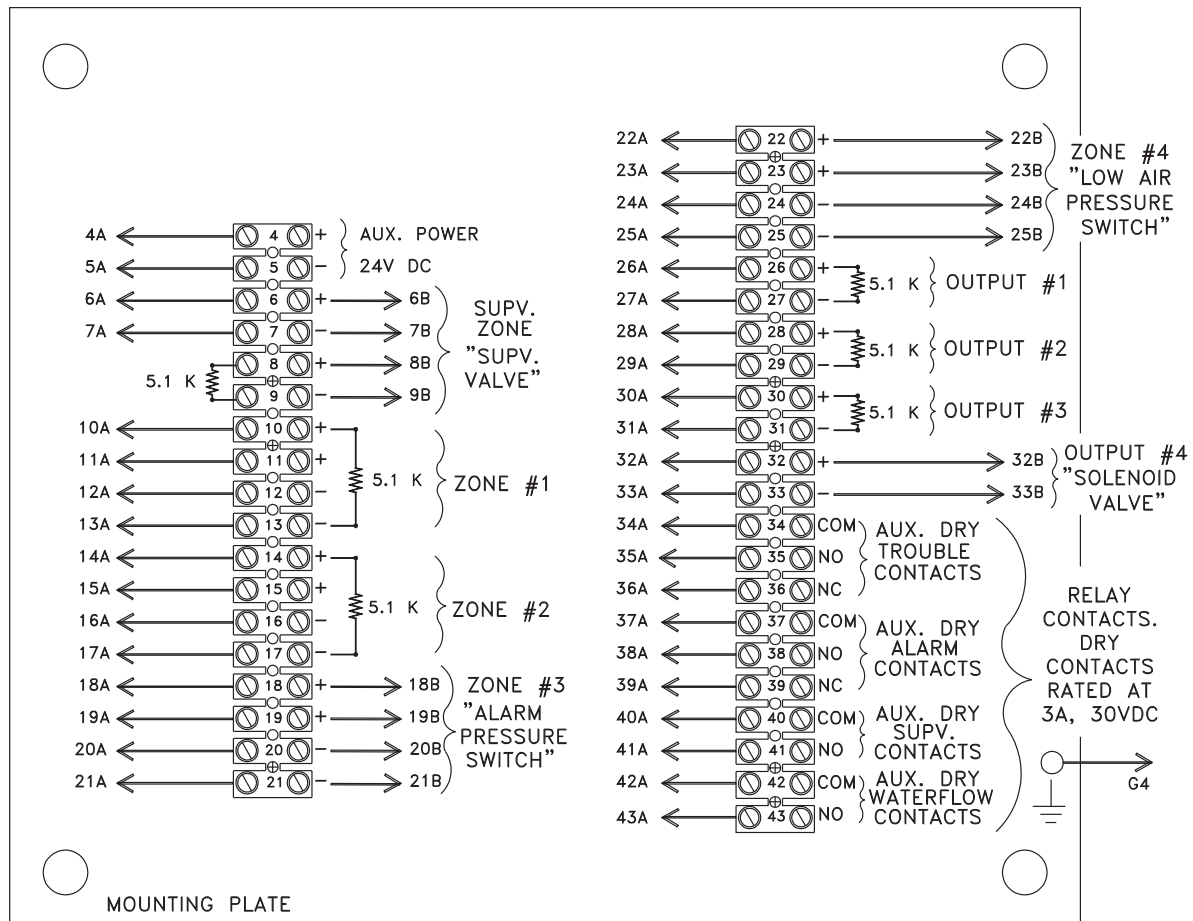 4A 4 + AUX. POWER
5A 5 − 24V DC
6A 6 + 6B
7A 7 − 7B
5.1 K 8 + 8B
9 − 9B
SUPV.
ZONE
"SUPV.
VALVE"
10A 10 +
11A 11 +
12A 12 −
13A 13 −
5.1 K ZONE #1
14A 14 +
15A 15 +
16A 16 −
17A 17 −
5.1 K ZONE #2
18A 18 + 18B
19A 19 + 19B
20A 20 − 20B
21A 21 − 21B
ZONE #3
"ALARM
PRESSURE
SWITCH"
22A 22 + 22B
23A 23 + 23B
24A 24 − 24B
25A 25 − 25B
ZONE #4
"LOW AIR
PRESSURE
SWITCH"
26A 26 +
27A 27 −
5.1 K OUTPUT #1
28A 28 +
29A 29 −
5.1 K OUTPUT #2
30A 30 +
31A 31 −
5.1 K OUTPUT #3
32A 32 + 32B
33A 33 − 33B
OUTPUT #4
"SOLENOID
VALVE"
34A 34 COM
35A 35 NO
36A 36 NC
AUX. DRY
TROUBLE
CONTACTS
37A 37 COM
38A 38 NO
39A 39 NC
AUX. DRY
ALARM
CONTACTS
40A 40 COM
41A 41 NO
AUX. DRY
SUPV.
CONTACTS
42A 42 COM
43A 43 NO
AUX. DRY
WATERFLOW
CONTACTS
RELAY
CONTACTS.
DRY
CONTACTS
RATED AT
3A, 30VDC
G4
MOUNTING PLATE